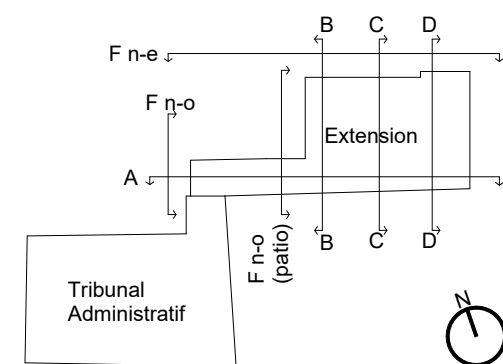 B
C
D
F n-e
F n-o
Extension
A
B
C
D
F n-o
(patio)
Tribunal
Administratif
N